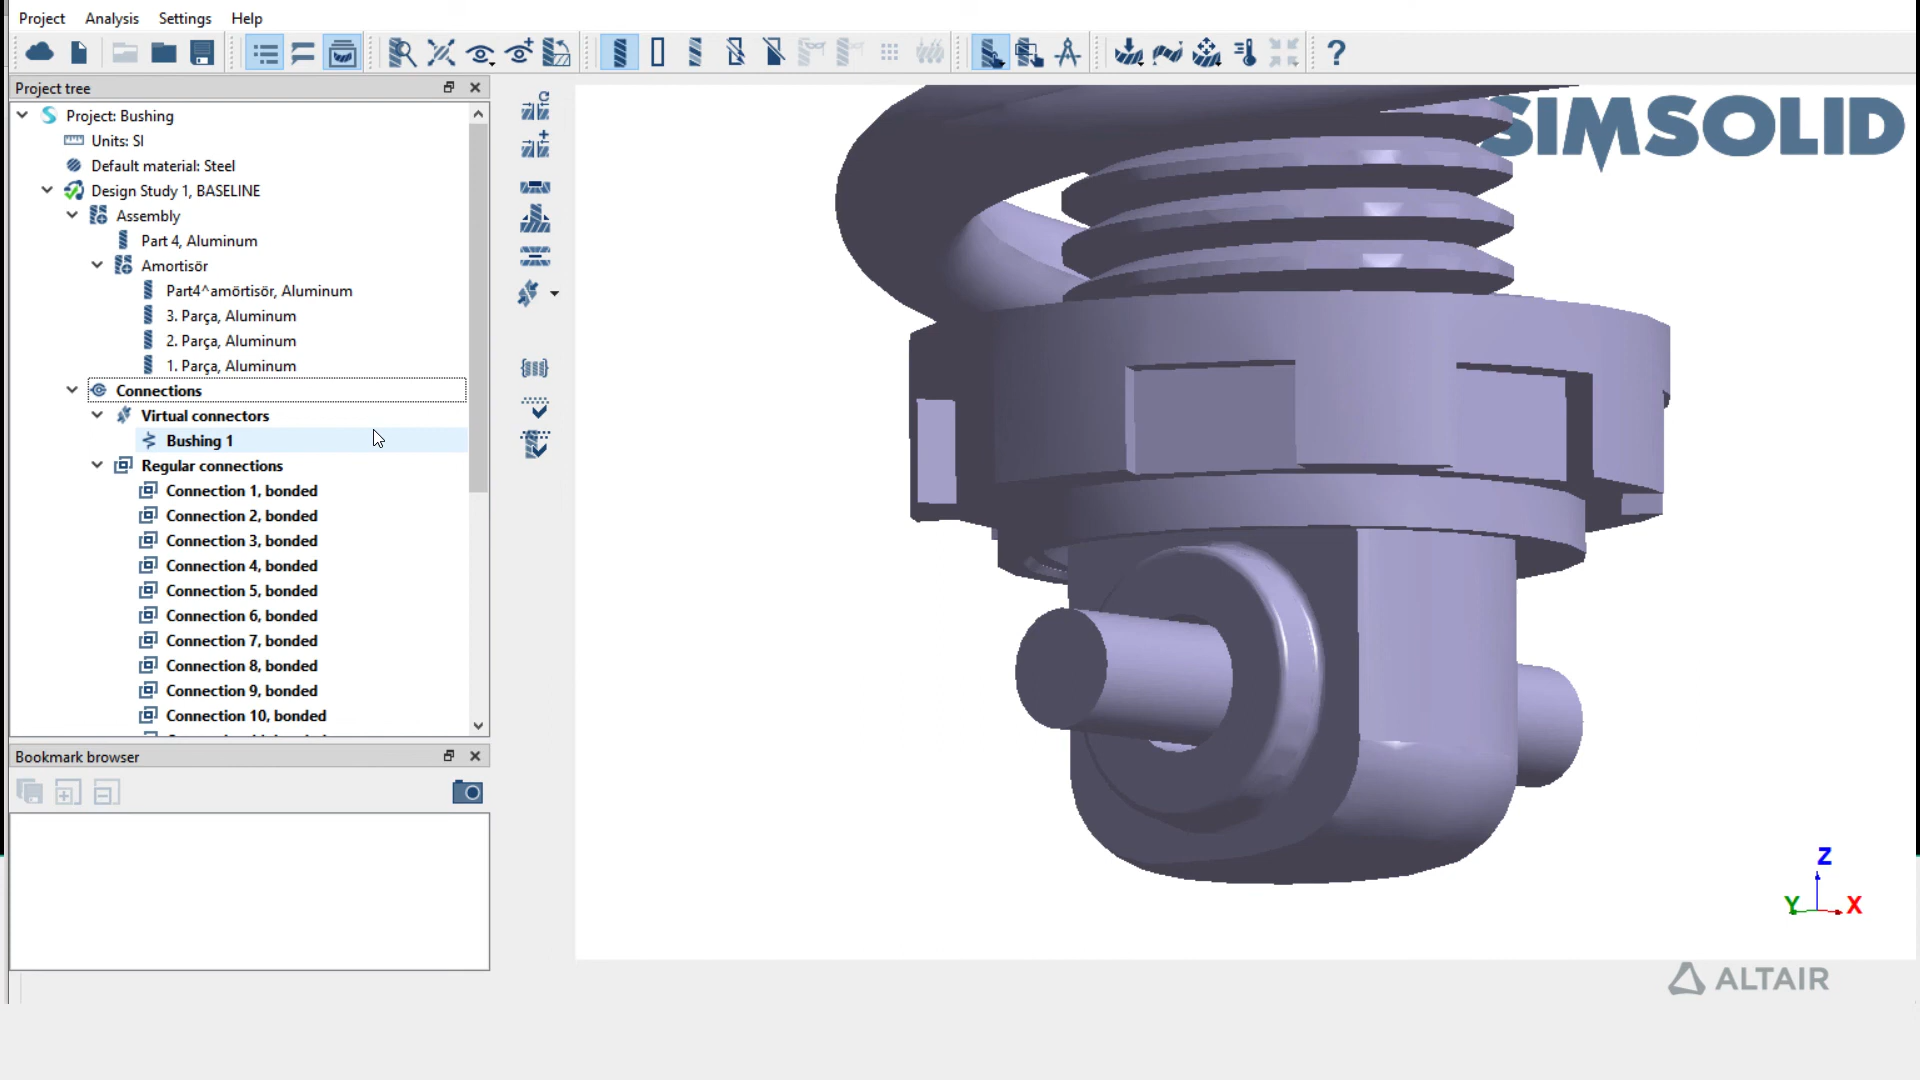 Project Analysis Settings Help
Project tree
Project: Bushing
Units: SI
Default material: Steel
Design Study 1, BASELINE
Assembly
Part 4, Aluminum
Amortisör
Part4^amörtisör, Aluminum
3. Parça, Aluminum
2. Parça, Aluminum
1. Parça, Aluminum
Connections
Virtual connectors
Bushing 1
Regular connections
Connection 1, bonded
Connection 2, bonded
Connection 3, bonded
Connection 4, bonded
Connection 5, bonded
Connection 6, bonded
Connection 7, bonded
Connection 8, bonded
Connection 9, bonded
Connection 10, bonded
Bookmark browser
SIMSOLID
Z
Y X
ALTAIR